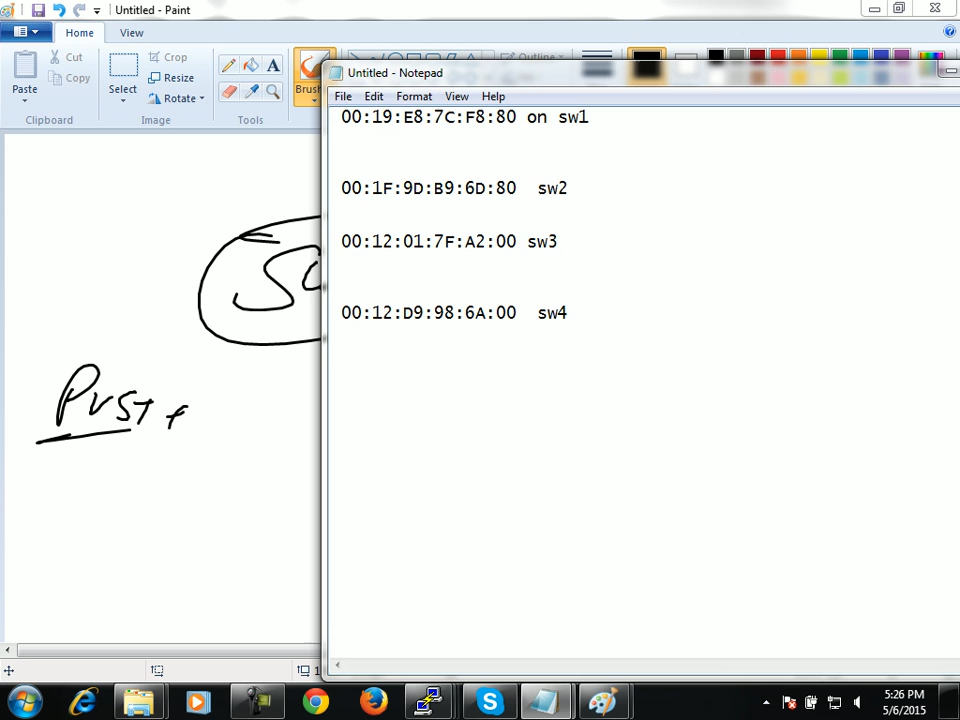 Untitled - Paint
Home
View
Paste
Cut
Copy
Clipboard
Select
Crop
Resize
Rotate
Image
Tools
Brush
Outline
Untitled - Notepad
File Edit Format View Help
00:19:E8:7C:F8:80 on sw1
00:1F:9D:B9:6D:80 sw2
00:12:01:7F:A2:00 sw3
00:12:D9:98:6A:00 sw4
PVST +
5:26 PM
5/6/2015